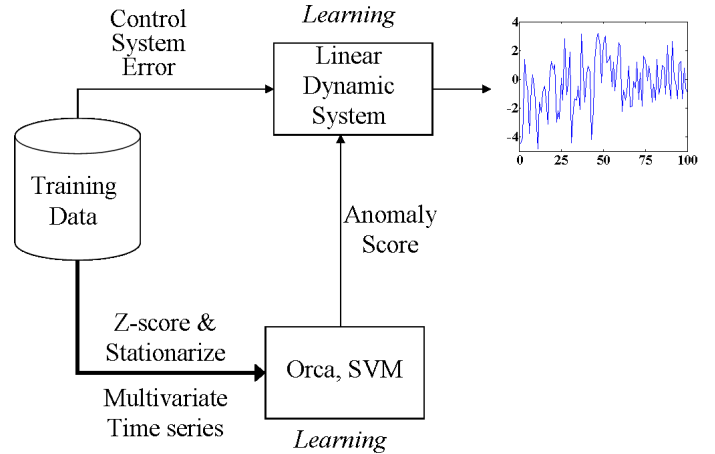 Control
System
Error
Learning
Linear
Dynamic
System
4
2
0
-2
-4
0 25 50 75 100
Training
Data
Anomaly
Score
Z-score &
Stationarize
Multivariate
Time series
Orca, SVM
Learning